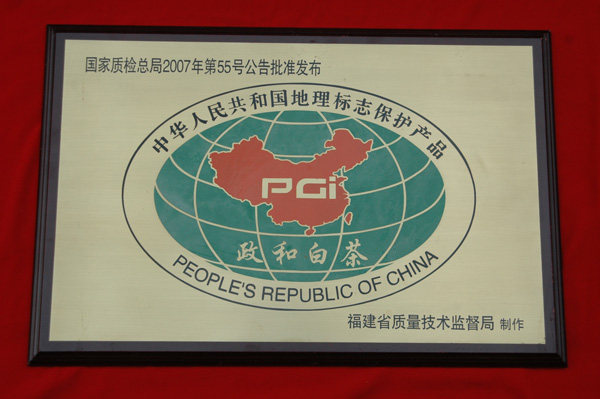 国家质检总局2007年第55号公告批准发布
中华人民共和国地理标志保护产品
PGi
政和白茶
PEOPLE'S REPUBLIC OF CHINA
福建省质量技术监督局 制作